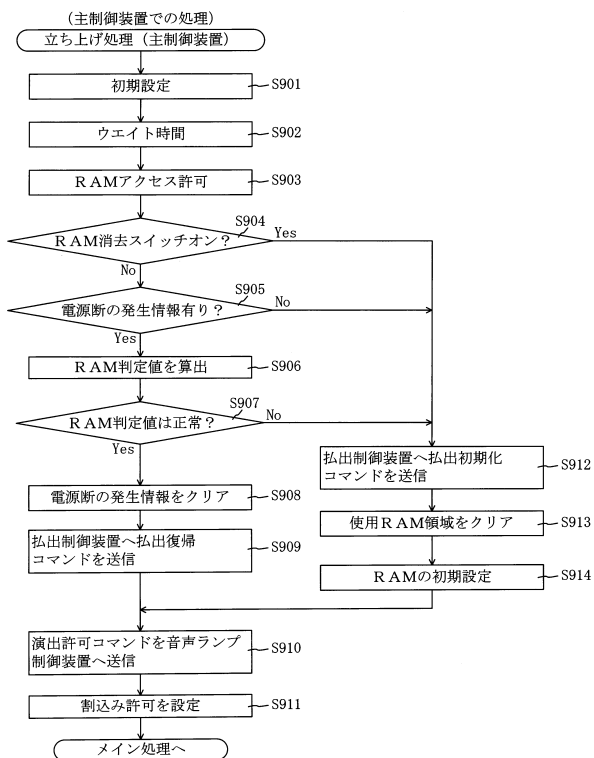 (主制御装置での処理)
立ち上げ処理(主制御装置)
初期設定
S901
ウエイト時間
S902
RAMアクセス許可
S903
S904
RAM消去スイッチオン?
Yes
No
S905
電源断の発生情報有り?
No
Yes
RAM判定値を算出
S906
S907
RAM判定値は正常?
No
Yes
払出制御装置へ払出初期化
コマンドを送信
S912
電源断の発生情報をクリア
S908
使用RAM領域をクリア
S913
払出制御装置へ払出復帰
コマンドを送信
S909
RAMの初期設定
S914
演出許可コマンドを音声ランプ
制御装置へ送信
S910
割込み許可を設定
S911
メイン処理へ